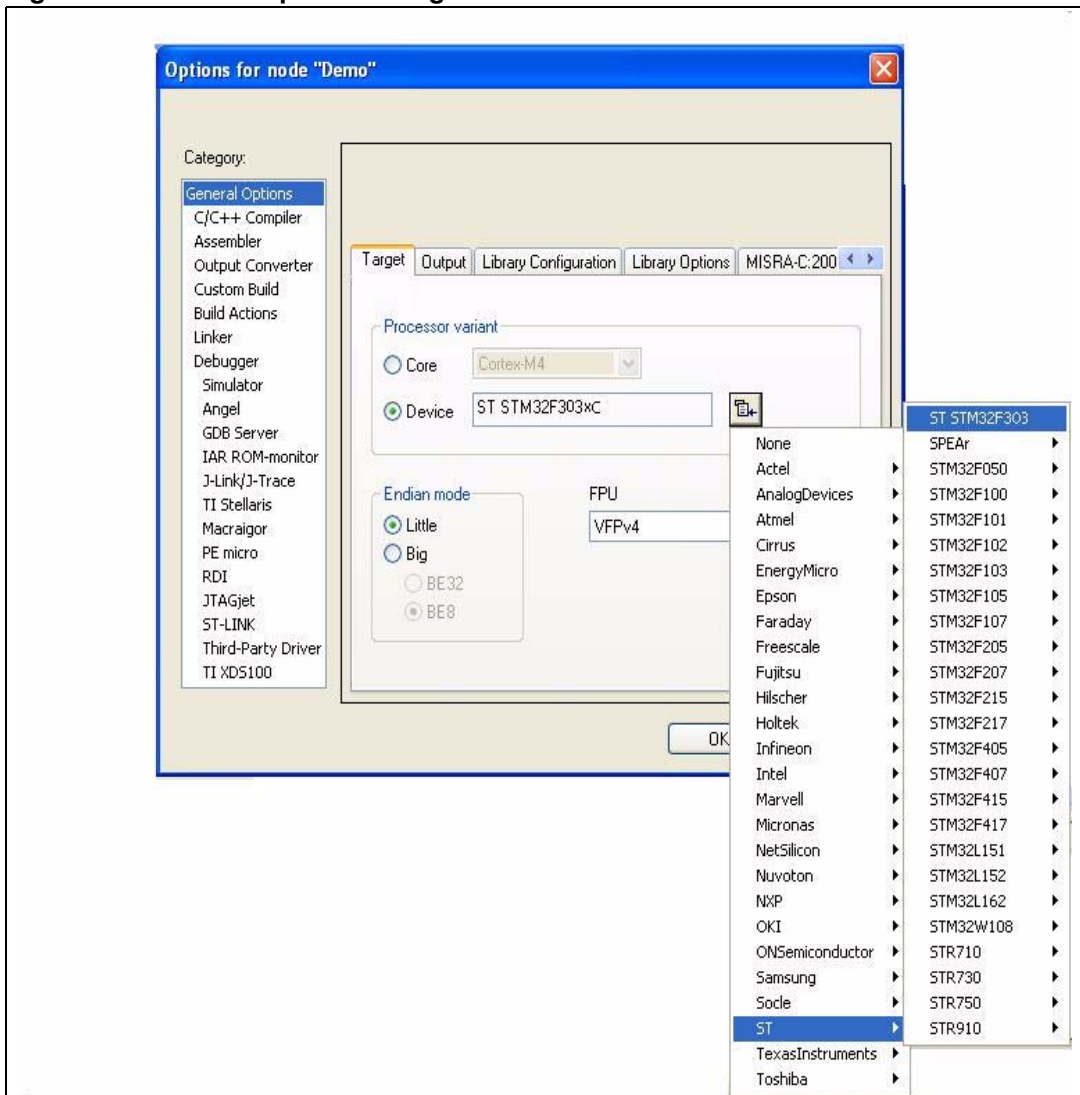 Options for node "Demo"
Category:
General Options
C/C++ Compiler
Assembler
Output Converter
Custom Build
Build Actions
Linker
Debugger
Simulator
Angel
GDB Server
IAR ROM-monitor
J-Link/J-Trace
TI Stellaris
Macraigor
PE micro
RDI
JTAGjet
ST-LINK
Third-Party Driver
TI XDS100
Target Output Library Configuration Library Options MISRA-C:200
Processor variant
Core Cortex-M4
Device ST STM32F303xC
Endian mode
Little
Big
BE32
BE8
FPU
VFPv4
OK
None
Actel
AnalogDevices
Atmel
Cirrus
EnergyMicro
Epson
Faraday
Freescale
Fujitsu
Hilscher
Holtek
Infineon
Intel
Marvell
Micronas
NetSilicon
Nuvoton
NXP
OKI
ONSemiconductor
Samsung
Socle
ST
TexasInstruments
Toshiba
ST STM32F303
SPEAr
STM32F050
STM32F100
STM32F101
STM32F102
STM32F103
STM32F105
STM32F107
STM32F205
STM32F207
STM32F215
STM32F217
STM32F405
STM32F407
STM32F415
STM32F417
STM32L151
STM32L152
STM32L162
STM32W108
STR710
STR730
STR750
STR910